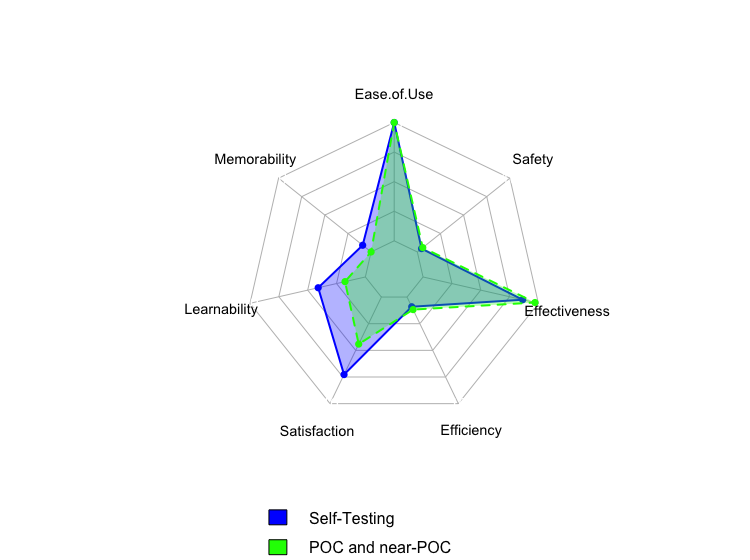 Ease.of.Use
Memorability
Safety
Learnability
Effectiveness
Satisfaction
Efficiency
Self-Testing
POC and near-POC